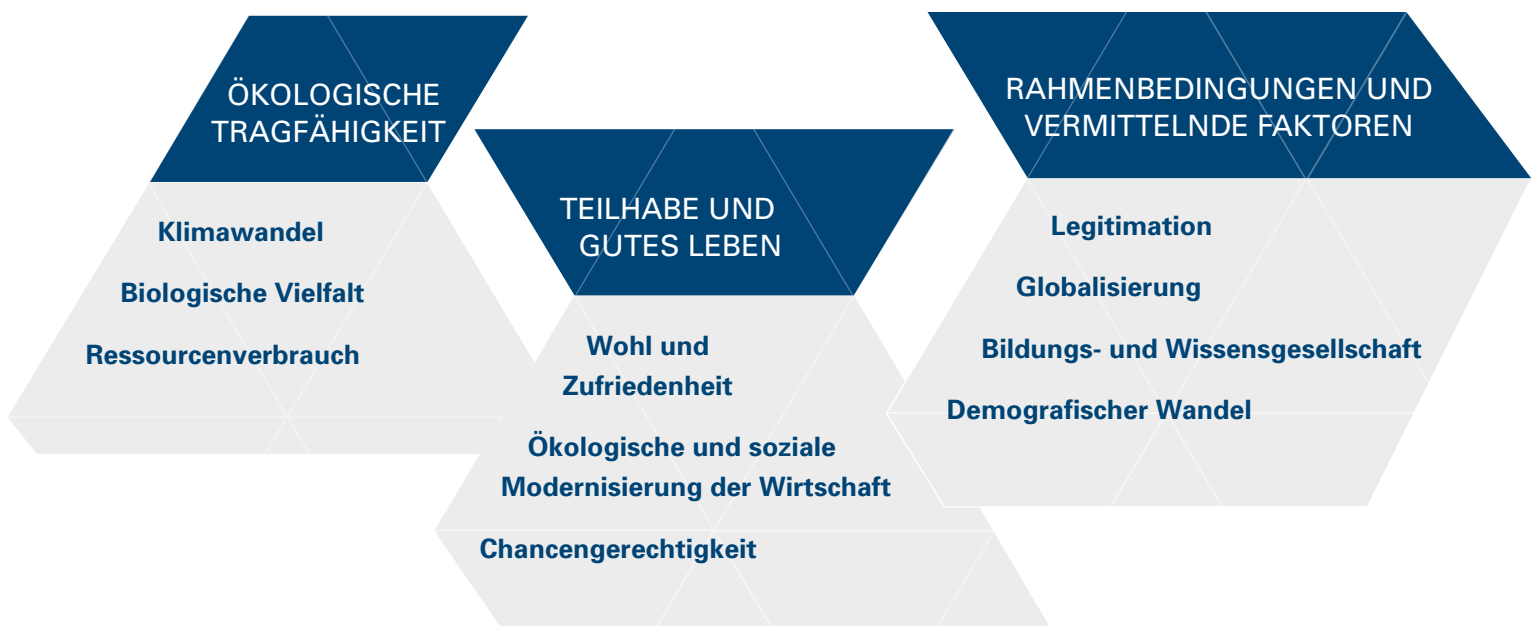 ÖKOLOGISCHE
TRAGFÄHIGKEIT
Klimawandel
Biologische Vielfalt
Ressourcenverbrauch
TEILHABE UND
GUTES LEBEN
Wohl und
Zufriedenheit
Ökologische und soziale
Modernisierung der Wirtschaft
Chancengerechtigkeit
RAHMENBEDINGUNGEN UND
VERMITTELNDE FAKTOREN
Legitimation
Globalisierung
Bildungs- und Wissensgesellschaft
Demografischer Wandel